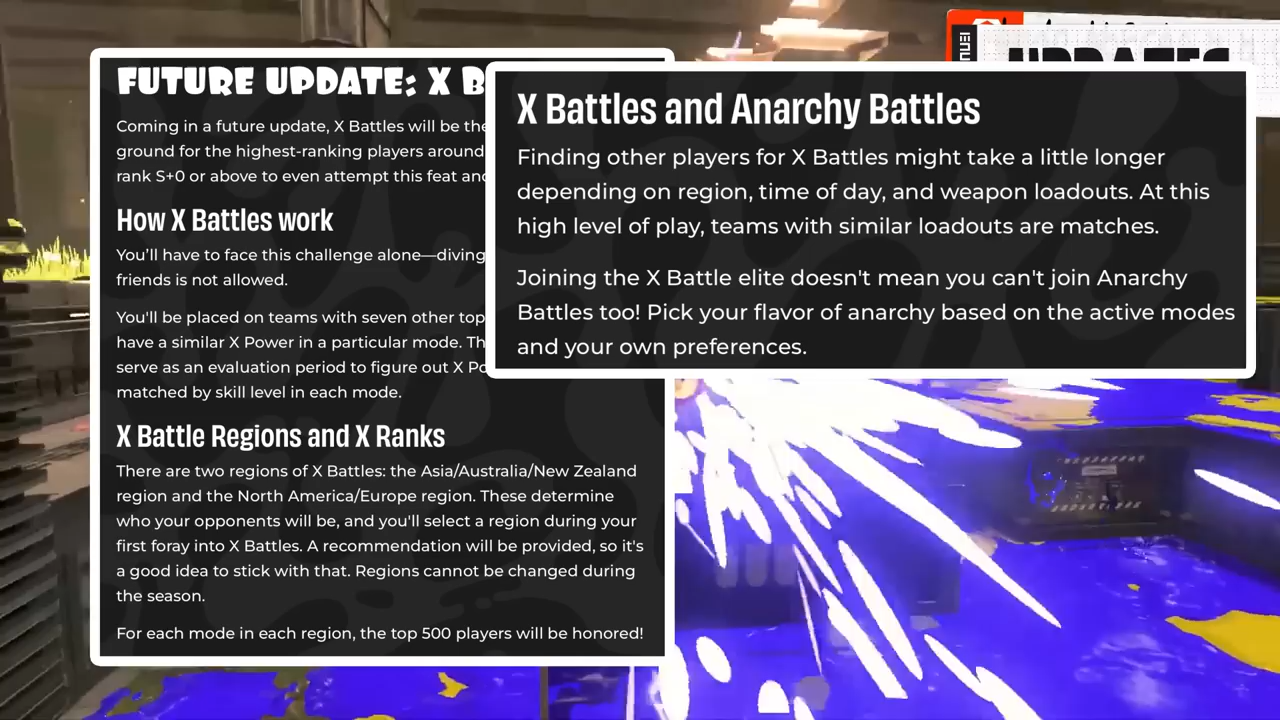 FUTURE UPDATE: X B
Coming in a future update, X Battles will be the
ground for the highest-ranking players around
rank S+0 or above to even attempt this feat and
How X Battles work
You'll have to face this challenge alone—diving
friends is not allowed.
You'll be placed on teams with seven other top
have a similar X Power in a particular mode. Th
serve as an evaluation period to figure out X Po
matched by skill level in each mode.
X Battle Regions and X Ranks
There are two regions of X Battles: the Asia/Australia/New Zealand
region and the North America/Europe region. These determine
who your opponents will be, and you'll select a region during your
first foray into X Battles. A recommendation will be provided, so it's
a good idea to stick with that. Regions cannot be changed during
the season.
For each mode in each region, the top 500 players will be honored!
X Battles and Anarchy Battles
Finding other players for X Battles might take a little longer
depending on region, time of day, and weapon loadouts. At this
high level of play, teams with similar loadouts are matches.
Joining the X Battle elite doesn't mean you can't join Anarchy
Battles too! Pick your flavor of anarchy based on the active modes
and your own preferences.
UPDATES